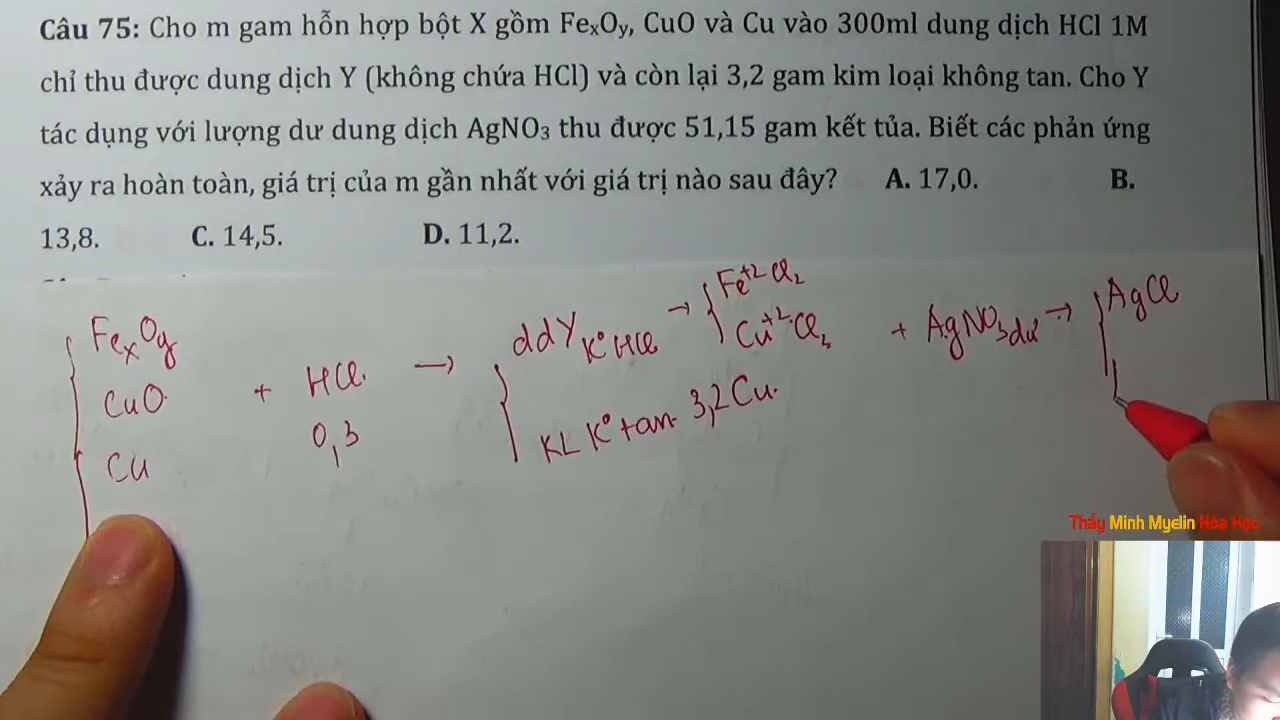 Câu 75: Cho m gam hỗn hợp bột X gồm FeₓOᵧ, CuO và Cu vào 300ml dung dịch HCl 1M
chỉ thu được dung dịch Y (không chứa HCl) và còn lại 3,2 gam kim loại không tan. Cho Y
tác dụng với lượng dư dung dịch AgNO₃ thu được 51,15 gam kết tủa. Biết các phản ứng
xảy ra hoàn toàn, giá trị của m gần nhất với giá trị nào sau đây? A. 17,0. B.
13,8. C. 14,5. D. 11,2.
FeₓOy
CuO
Cu
+ HCl
0,3
→
ddY K° HCl → Fe⁺²Cl₂
Cu⁺²Cl₂
KL K° tan 3,2 Cu
+ AgNO₃ dư → AgCl
Thầy Minh Myelin Hóa Học